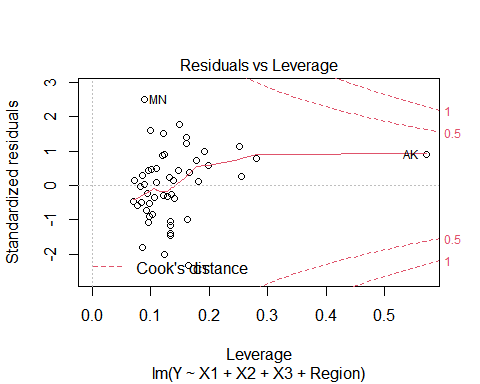 Residuals vs Leverage
Standardized residuals
3
2
1
0
-1
-2
MN
AK
1
0.5
0.5
1
Cook's distance
0.0 0.1 0.2 0.3 0.4 0.5
Leverage
lm(Y ~ X1 + X2 + X3 + Region)